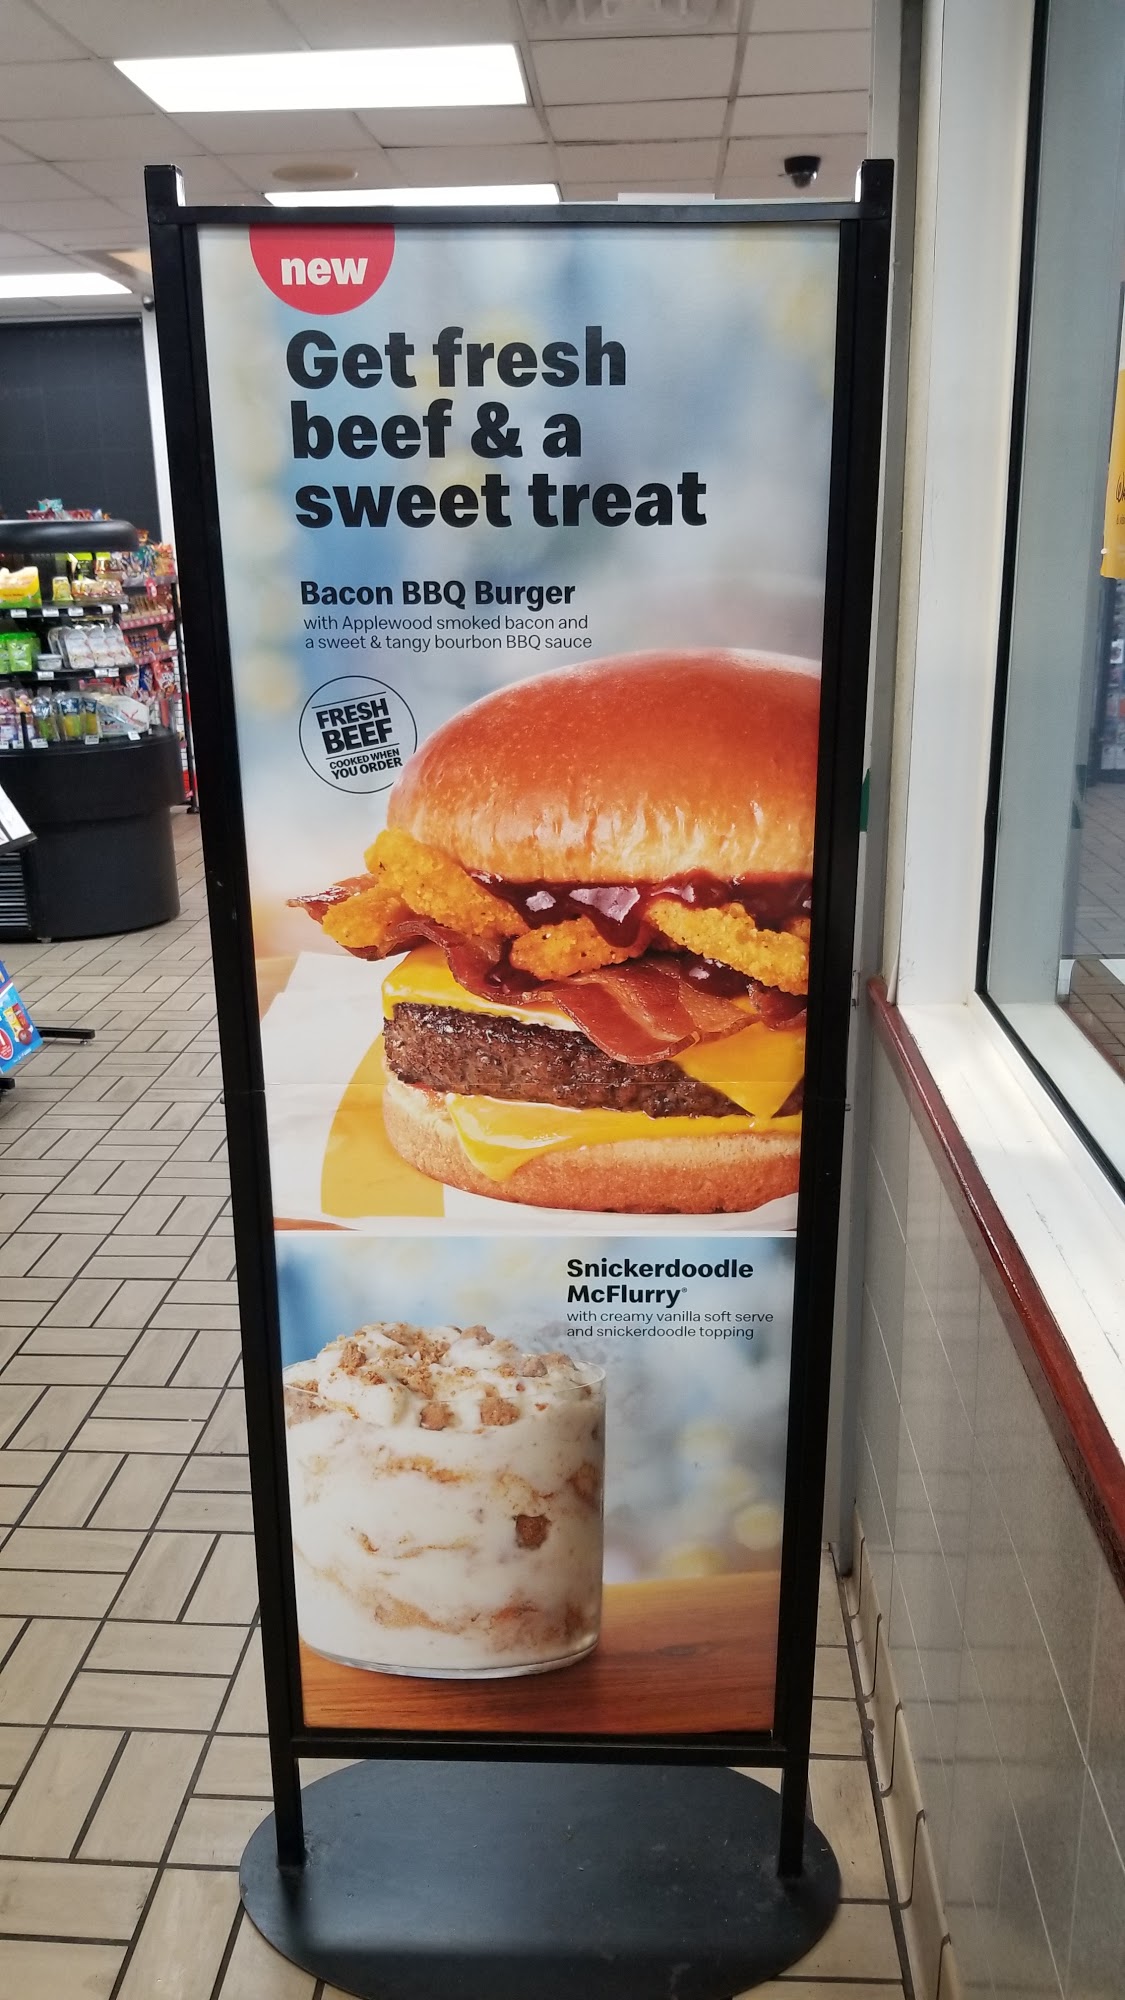 new
Get fresh
beef & a
sweet treat
Bacon BBQ Burger
with Applewood smoked bacon and
a sweet & tangy bourbon BBQ sauce
FRESH
BEEF
COOKED WHEN
YOU ORDER
Snickerdoodle
McFlurry®
with creamy vanilla soft serve
and snickerdoodle topping